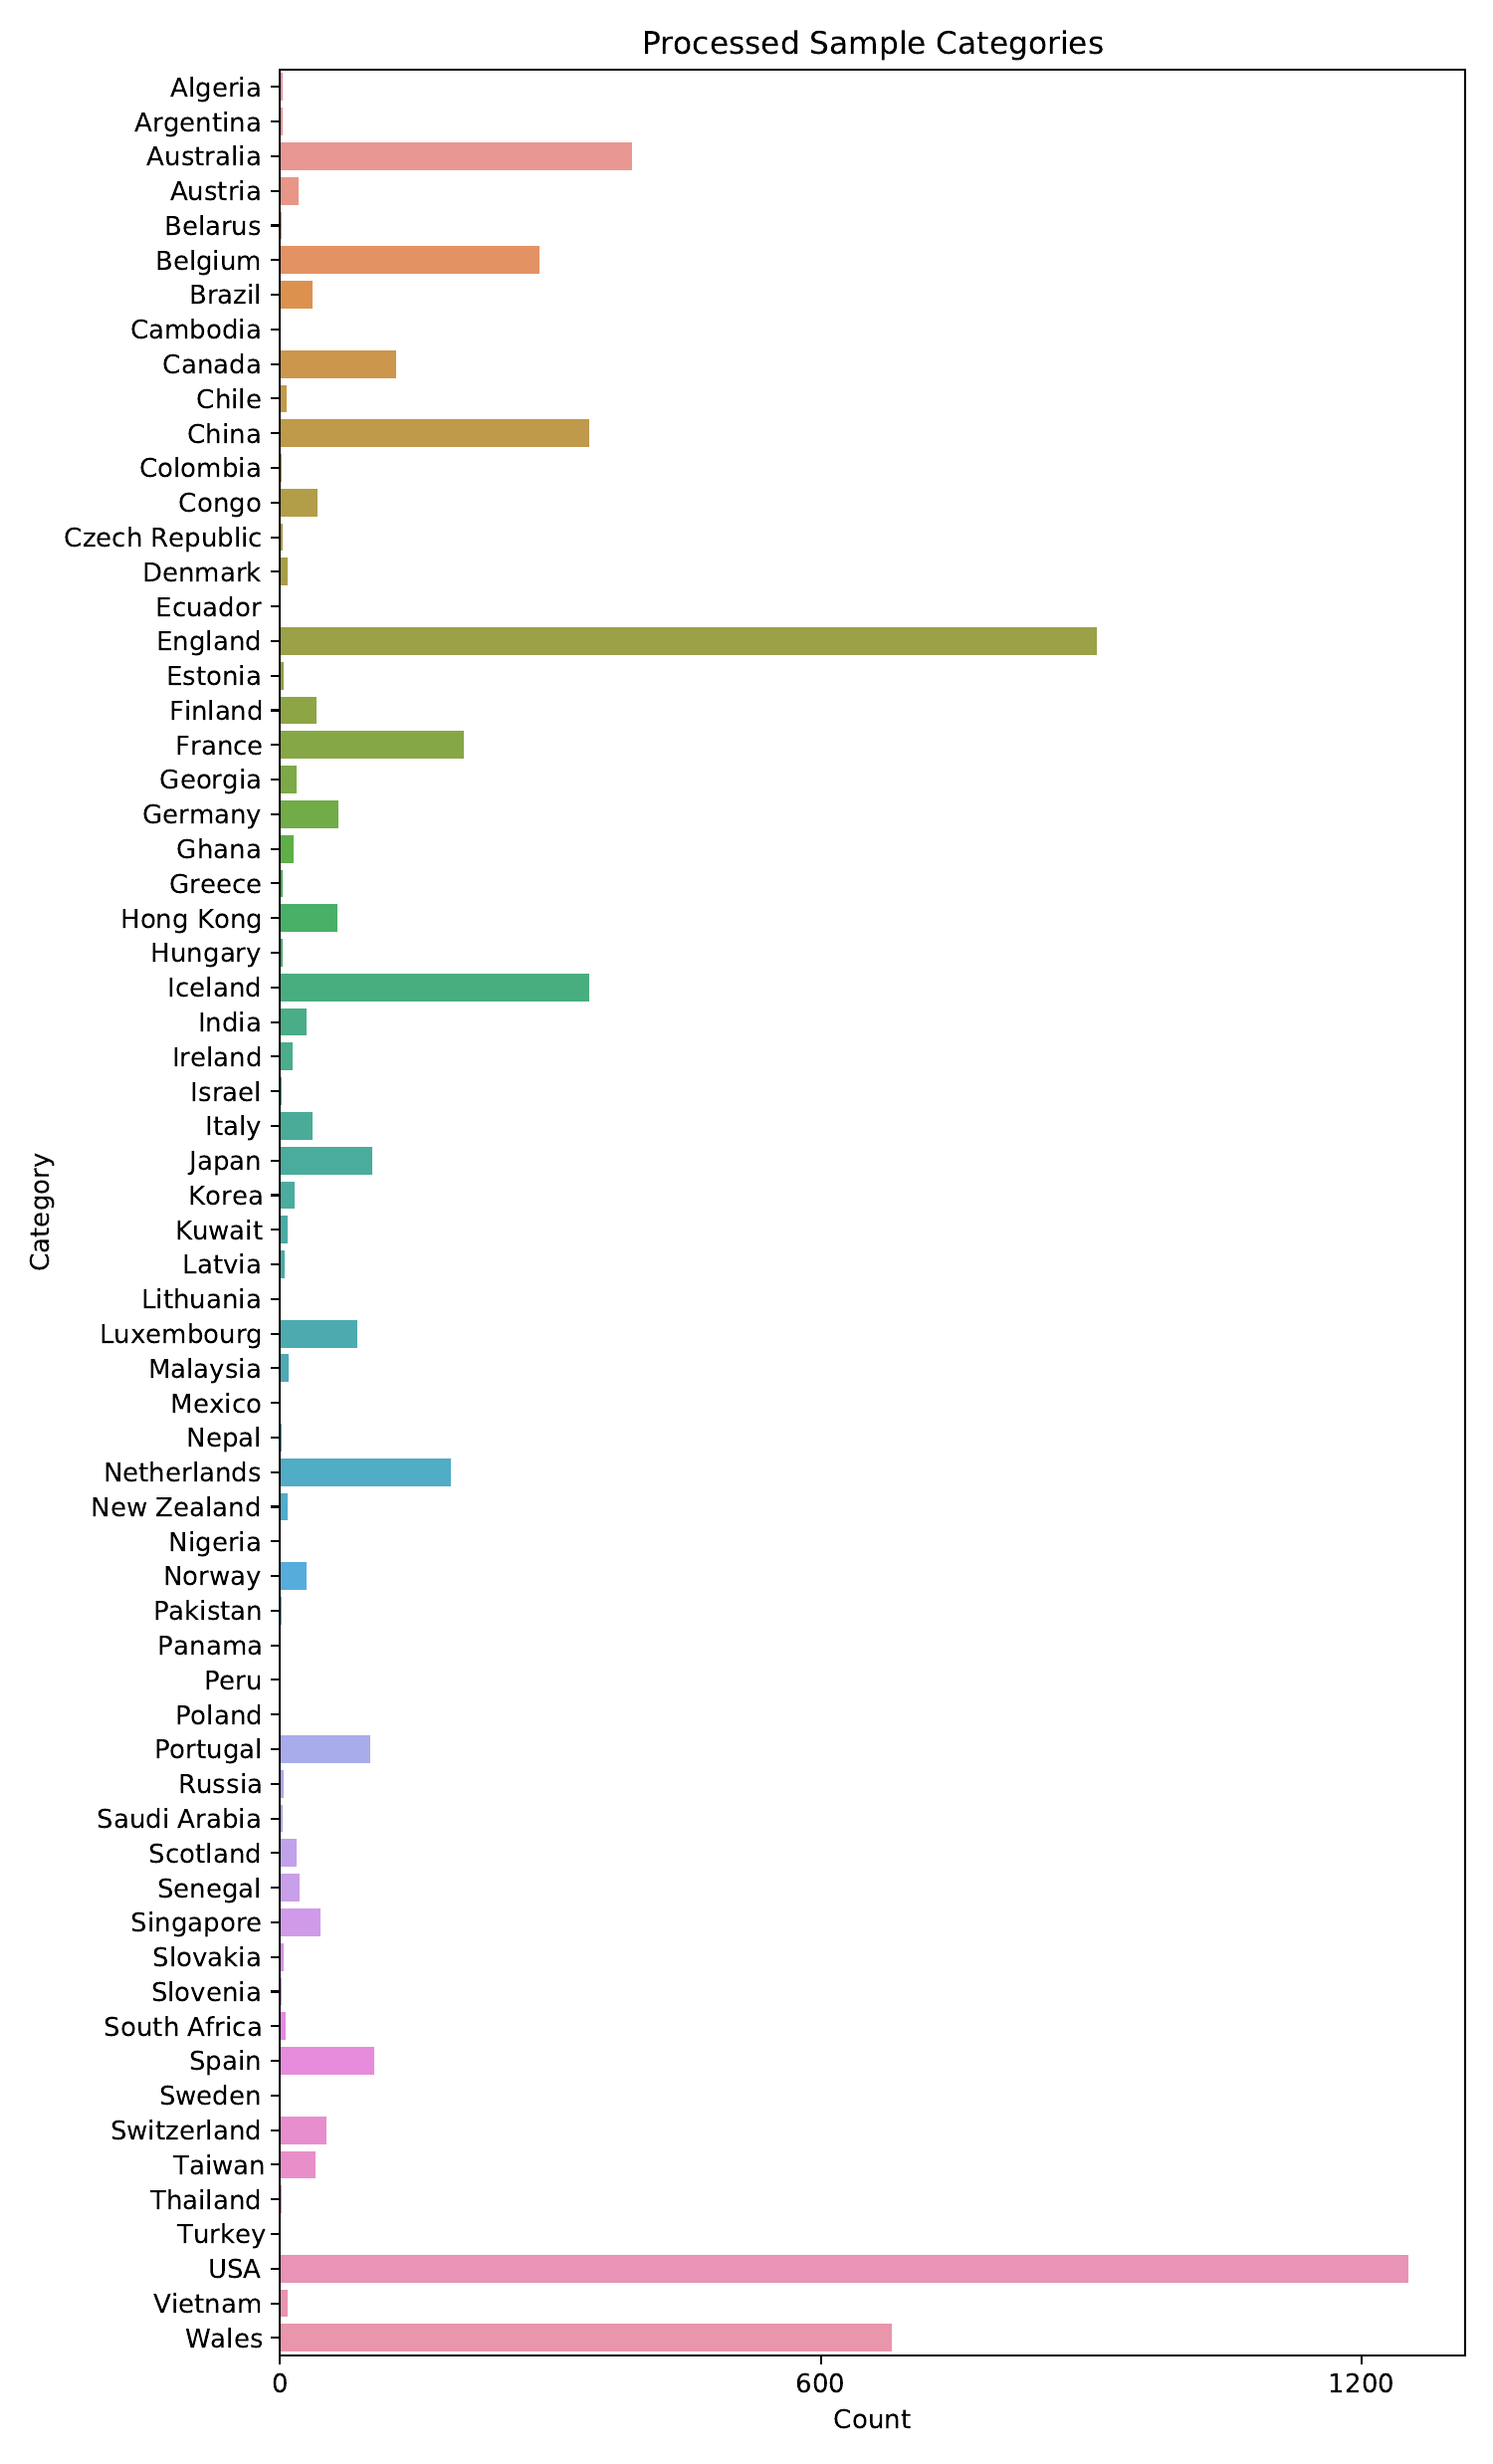 Processed Sample Categories
Algeria
Argentina
Australia
Austria
Belarus
Belgium
Brazil
Cambodia
Canada
Chile
China
Colombia
Congo
Czech Republic
Denmark
Ecuador
England
Estonia
Finland
France
Georgia
Germany
Ghana
Greece
Hong Kong
Hungary
Iceland
India
Ireland
Israel
Italy
Japan
Korea
Kuwait
Latvia
Lithuania
Luxembourg
Malaysia
Mexico
Nepal
Netherlands
New Zealand
Nigeria
Norway
Pakistan
Panama
Peru
Poland
Portugal
Russia
Saudi Arabia
Scotland
Senegal
Singapore
Slovakia
Slovenia
South Africa
Spain
Sweden
Switzerland
Taiwan
Thailand
Turkey
USA
Vietnam
Wales
Category
0 600 1200
Count